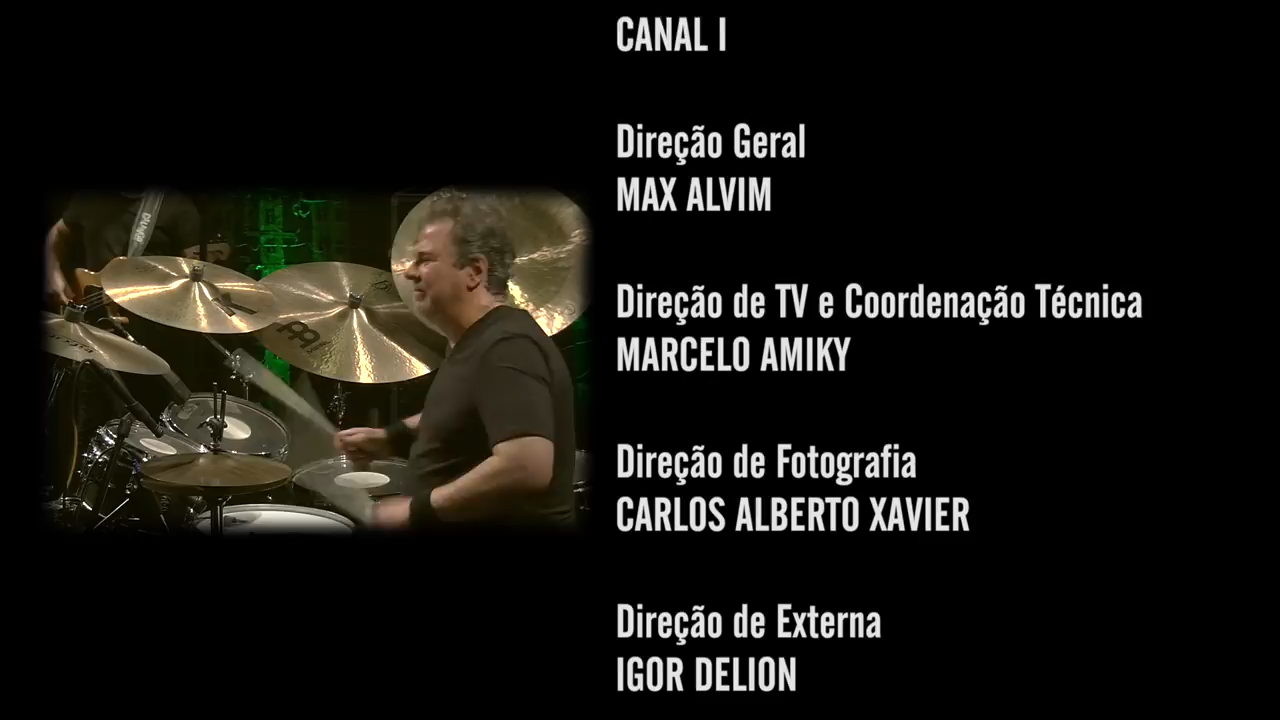 CANAL I
Direção Geral
MAX ALVIM
Direção de TV e Coordenação Técnica
MARCELO AMIKY
Direção de Fotografia
CARLOS ALBERTO XAVIER
Direção de Externa
IGOR DELION